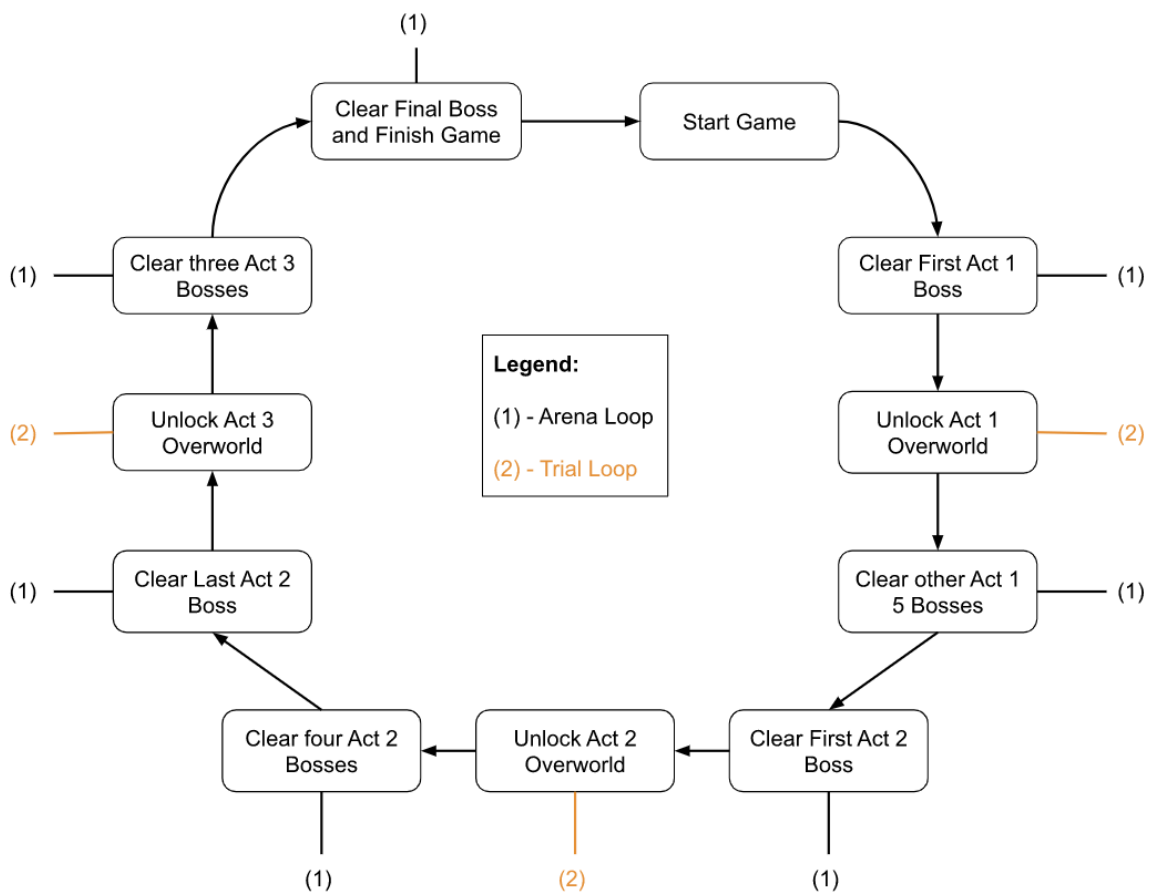 (1)
Clear Final Boss
and Finish Game
Start Game
Clear three Act 3
Bosses
(1)
Clear First Act 1
Boss
(1)
Legend:
(1) - Arena Loop
(2) - Trial Loop
Unlock Act 3
Overworld
(2)
Unlock Act 1
Overworld
(2)
Clear Last Act 2
Boss
(1)
Clear other Act 1
5 Bosses
(1)
Clear four Act 2
Bosses
(1)
Unlock Act 2
Overworld
(2)
Clear First Act 2
Boss
(1)